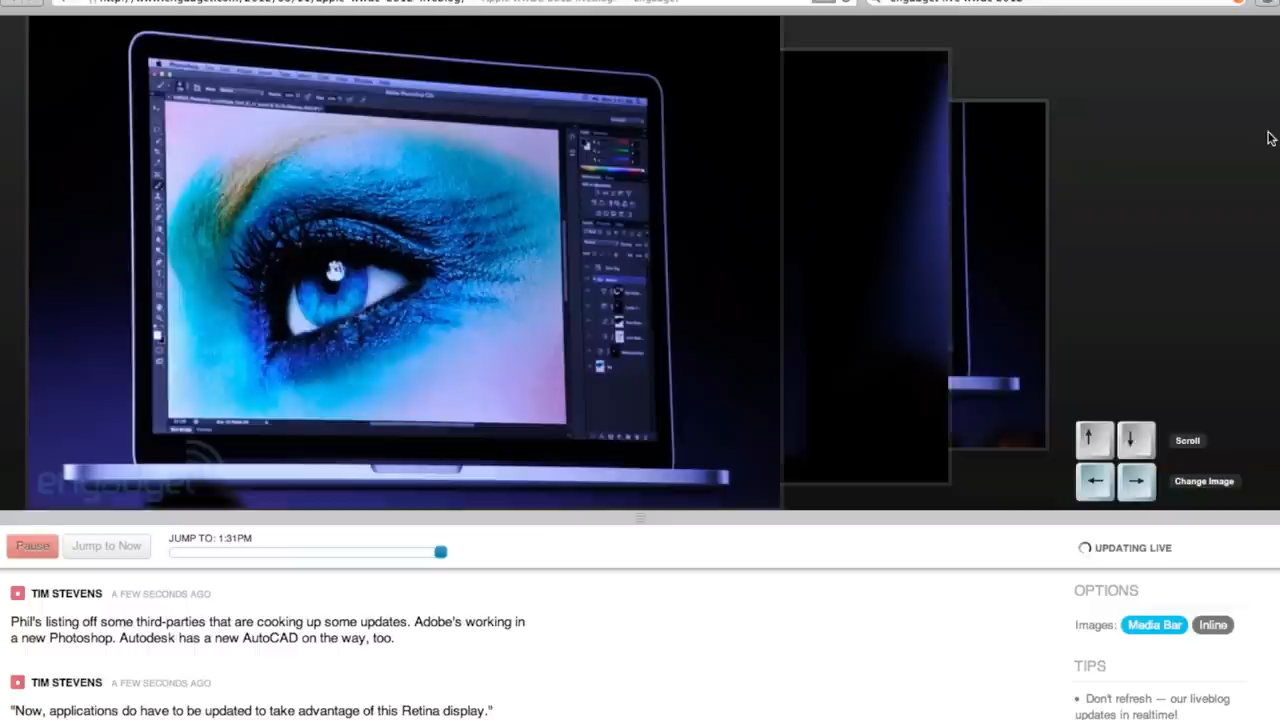 engadget
Scroll
Change Image
Pause
Jump to Now
JUMP TO: 1:31PM
UPDATING LIVE
TIM STEVENS A FEW SECONDS AGO
Phil's listing off some third-parties that are cooking up some updates. Adobe's working in
a new Photoshop. Autodesk has a new AutoCAD on the way, too.
TIM STEVENS A FEW SECONDS AGO
"Now, applications do have to be updated to take advantage of this Retina display."
OPTIONS
Images: Media Bar Inline
TIPS
• Don't refresh — our liveblog
updates in realtime!